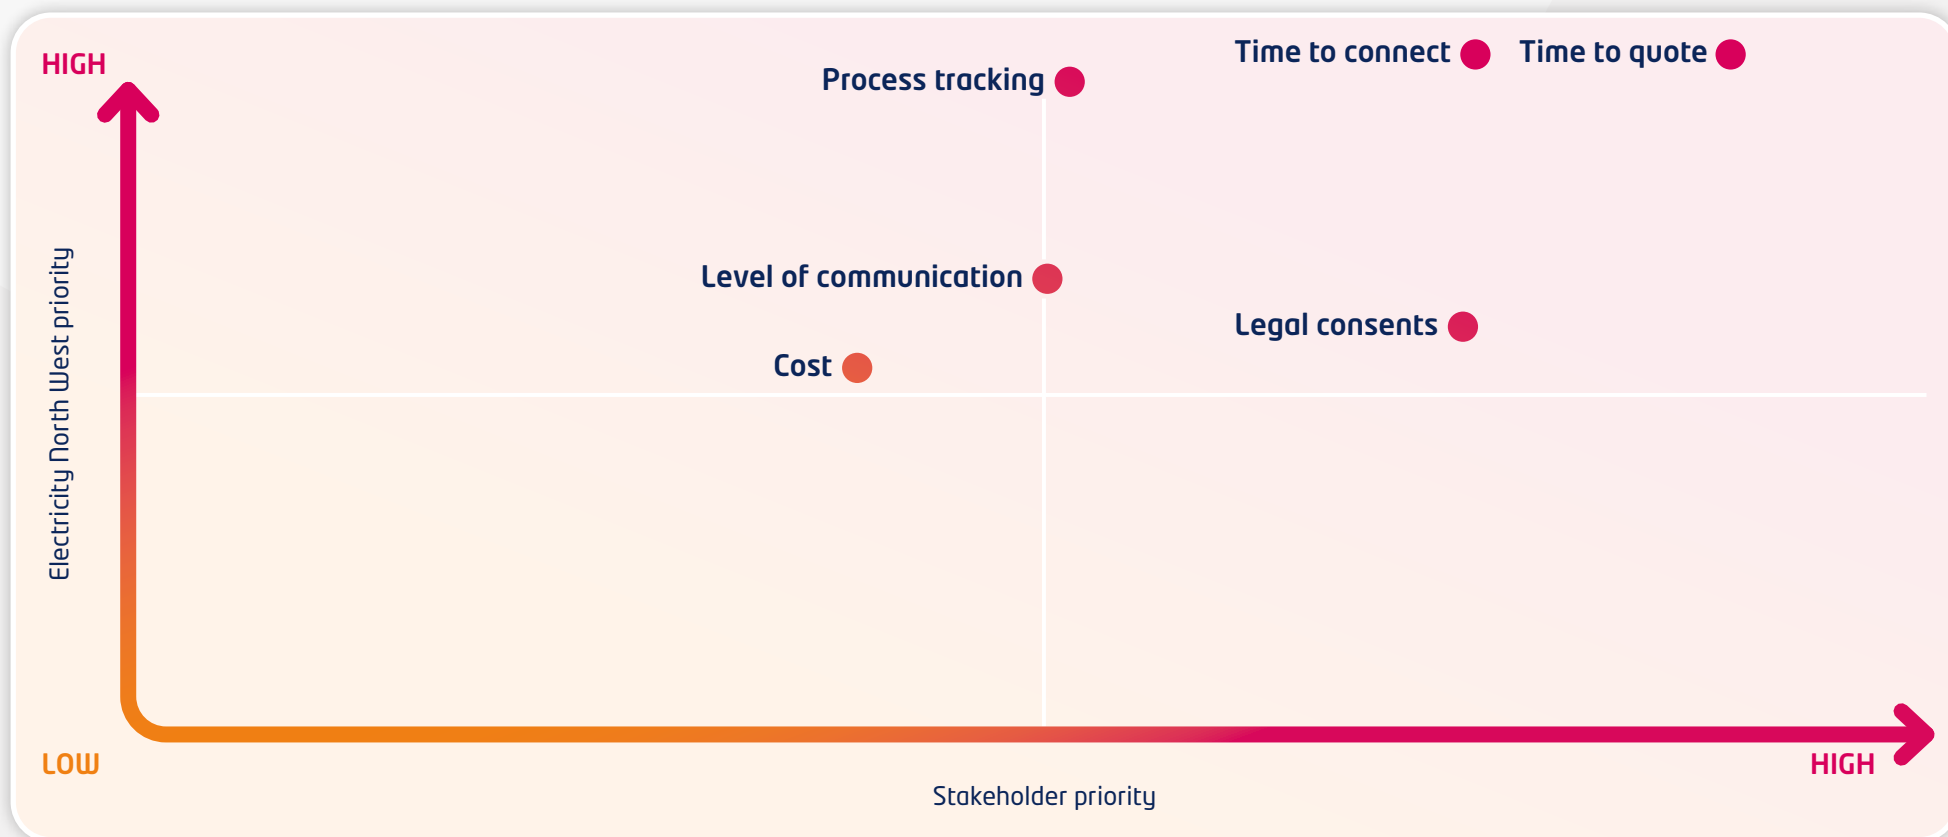 HIGH
Time to connect
Time to quote
Process tracking
Level of communication
Legal consents
Cost
Electricity North West priority
LOW
HIGH
Stakeholder priority